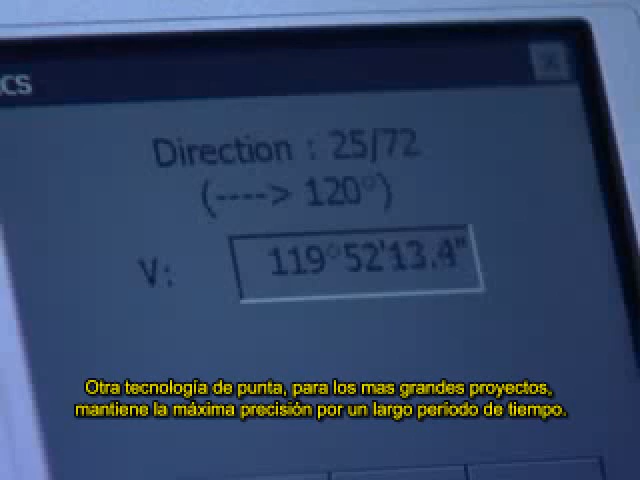 CS
Direction : 25/72
(----> 120°)
V: 119°52'13.4"
Otra tecnología de punta, para los mas grandes proyectos,
mantiene la máxima precisión por un largo período de tiempo.